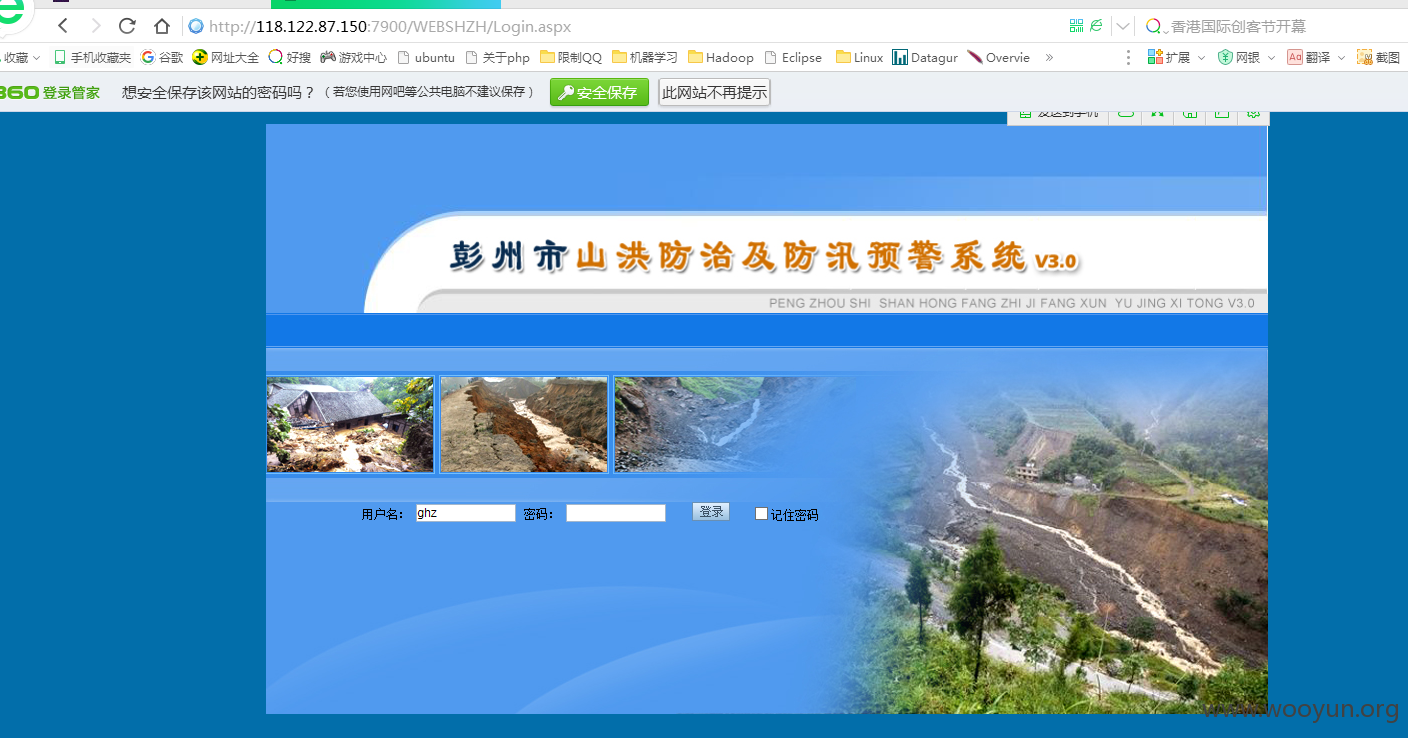 http://118.122.87.150:7900/WEBSHZH/Login.aspx
香港国际创客节开幕
收藏 手机收藏夹 谷歌 网址大全 好搜 游戏中心 ubuntu 关于php 限制QQ 机器学习 Hadoop Eclipse Linux Datagur Overvie » 扩展 网银 Aa 翻译 截图
360 登录管家 想安全保存该网站的密码吗？（若您使用网吧等公共电脑不建议保存） 安全保存 此网站不再提示
发送到手机
彭州市山洪防治及防汛预警系统 V3.0
PENG ZHOU SHI SHAN HONG FANG ZHI JI FANG XUN YU JING XI TONG V3.0
用户名： ghz 密码： 登录 记住密码
www.wooyun.org